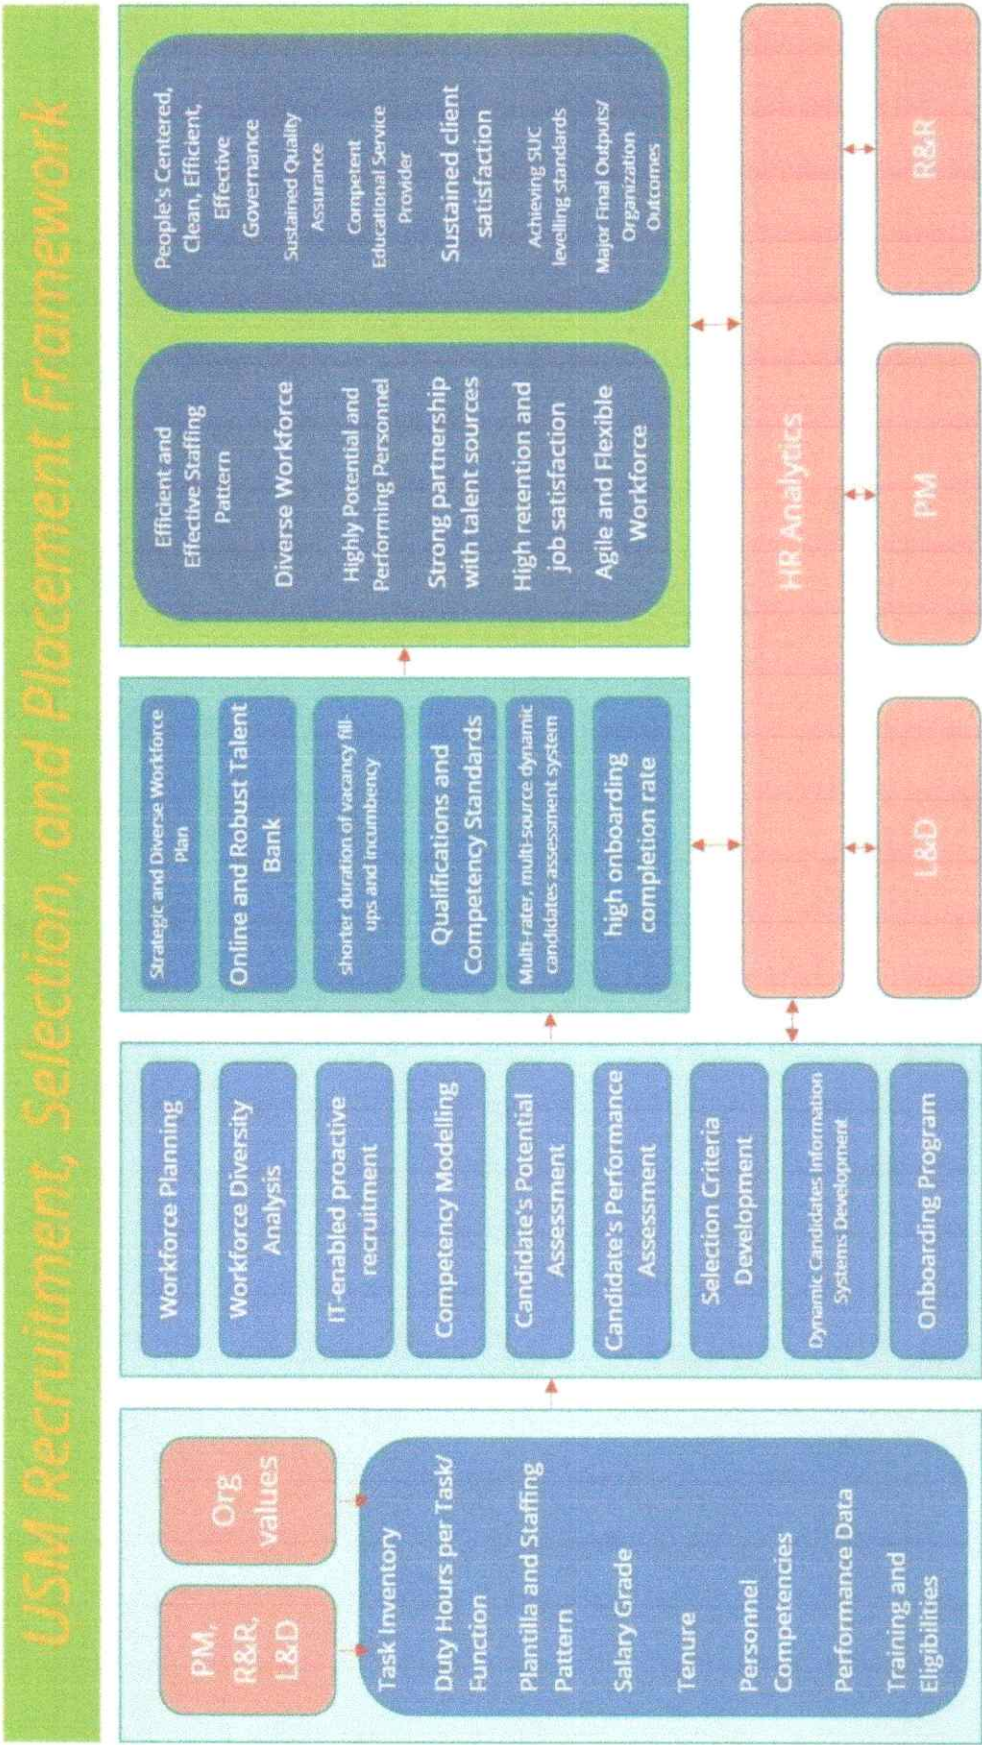 USM Recruitment, Selection, and Placement Framework
PM,
R&R,
L&D
Org
values
Task Inventory
Duty Hours per Task/
Function
Plantilla and Staffing
Pattern
Salary Grade
Tenure
Personnel
Competencies
Performance Data
Training and
Eligibilities
Workforce Planning
Workforce Diversity
Analysis
IT-enabled proactive
recruitment
Competency Modelling
Candidate's Potential
Assessment
Candidate's Performance
Assessment
Selection Criteria
Development
Dynamic Candidates Information
Systems Development
Onboarding Program
Strategic and Diverse Workforce
Plan
Online and Robust Talent
Bank
shorter duration of vacancy fill-
ups and incumbency
Qualifications and
Competency Standards
Multi-rater, multi-source dynamic
candidates assessment system
high onboarding
completion rate
Efficient and
Effective Staffing
Pattern
Diverse Workforce
Highly Potential and
Performing Personnel
Strong partnership
with talent sources
High retention and
job satisfaction
Agile and Flexible
Workforce
People's Centered,
Clean, Efficient,
Effective
Governance
Sustained Quality
Assurance
Competent
Educational Service
Provider
Sustained client
satisfaction
Achieving SUC
levelling standards
Major Final Outputs/
Organization
Outcomes
HR Analytics
L&D
PM
R&R